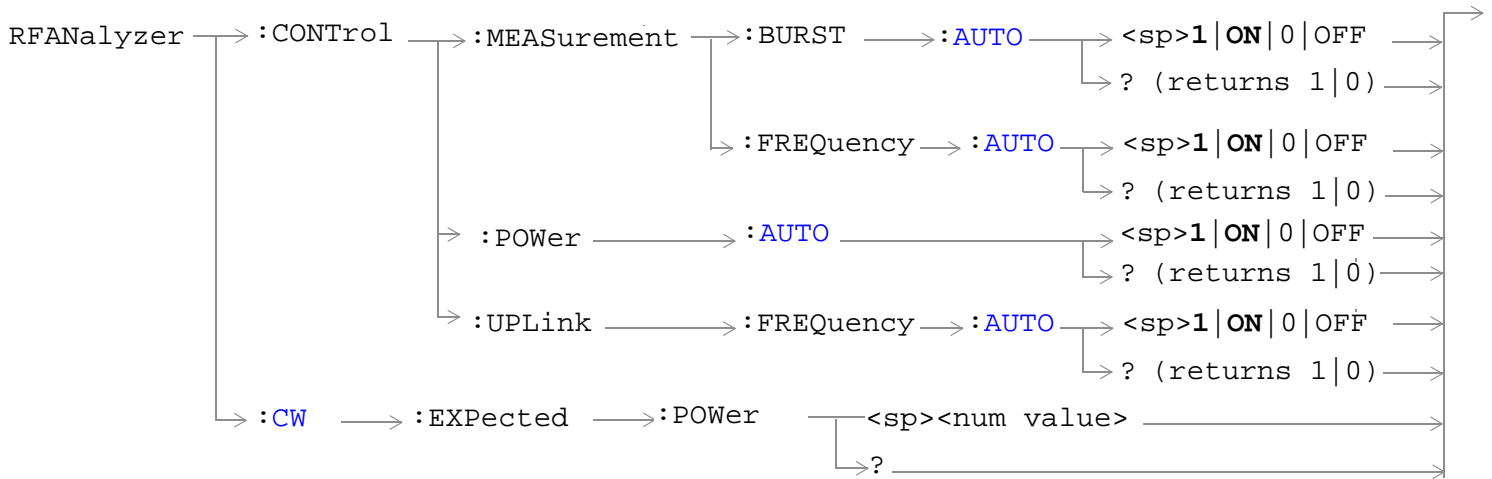 RFANalyzer :CONTrol :MEASurement :BURST :AUTO <sp>1|ON|0|OFF
? (returns 1|0)
:FREQuency :AUTO <sp>1|ON|0|OFF
? (returns 1|0)
:POWer :AUTO <sp>1|ON|0|OFF
? (returns 1|0)
:UPLink :FREQuency :AUTO <sp>1|ON|0|OFF
? (returns 1|0)
:CW :EXPected :POWer <sp><num value>
?